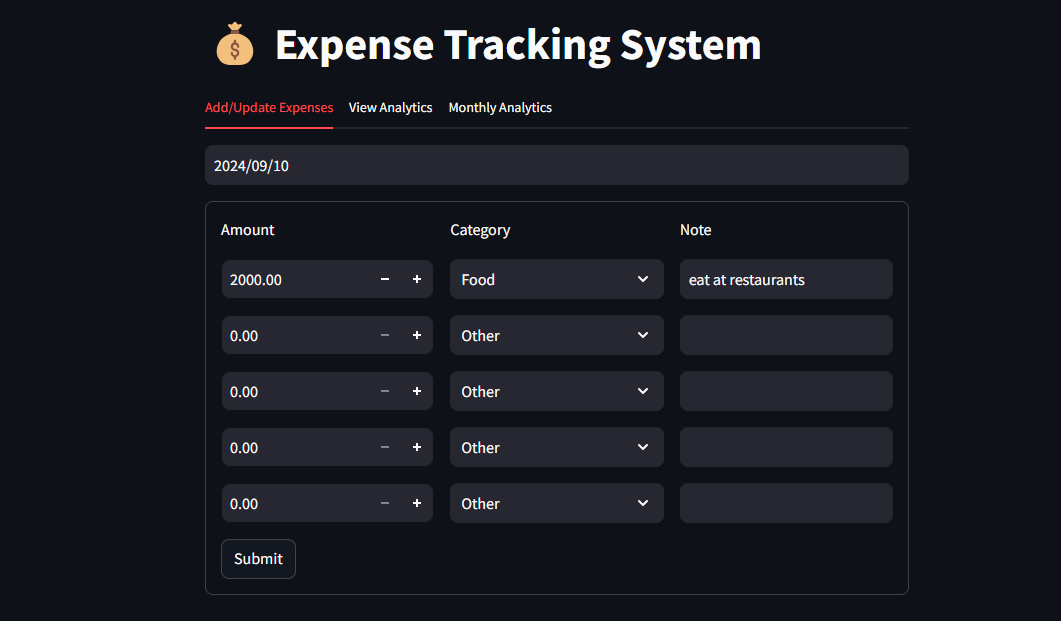 Expense Tracking System
Add/Update Expenses View Analytics Monthly Analytics
2024/09/10
Amount Category Note
2000.00 Food eat at restaurants
0.00 Other
0.00 Other
0.00 Other
0.00 Other
Submit